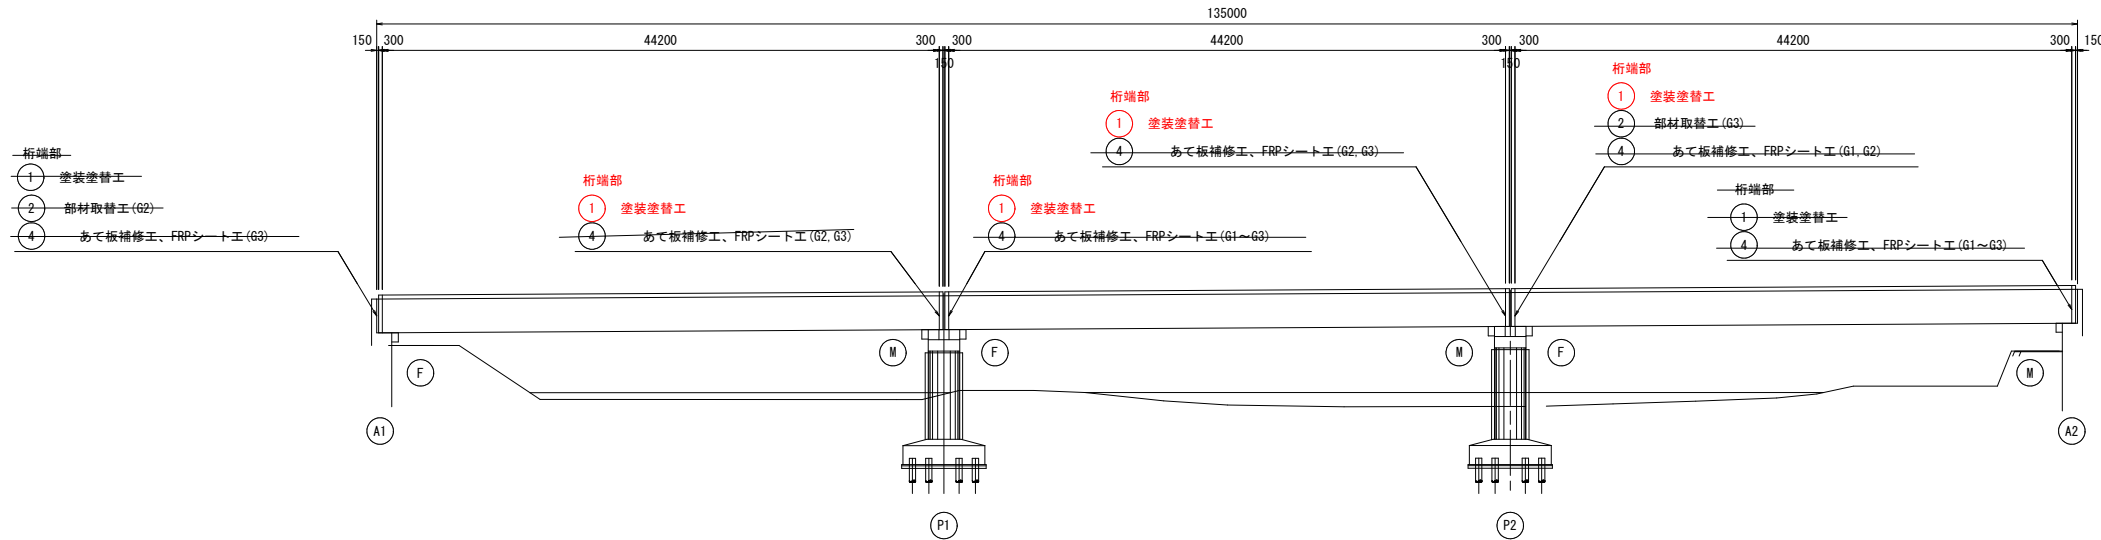 135000
150 300 44200 300 300 44200 300 300 44200 300 150
150 150
桁端部
① 塗装塗替工
② 部材取替工(G2)
④ あて板補修工、FRPシート工(G3)
桁端部
① 塗装塗替工
④ あて板補修工、FRPシート工(G2,G3)
桁端部
① 塗装塗替工
④ あて板補修工、FRPシート工(G1～G3)
桁端部
① 塗装塗替工
④ あて板補修工、FRPシート工(G2,G3)
桁端部
① 塗装塗替工
② 部材取替工(G3)
④ あて板補修工、FRPシート工(G1,G2)
桁端部
① 塗装塗替工
④ あて板補修工、FRPシート工(G1～G3)
F M F M F M
A1 P1 P2 A2